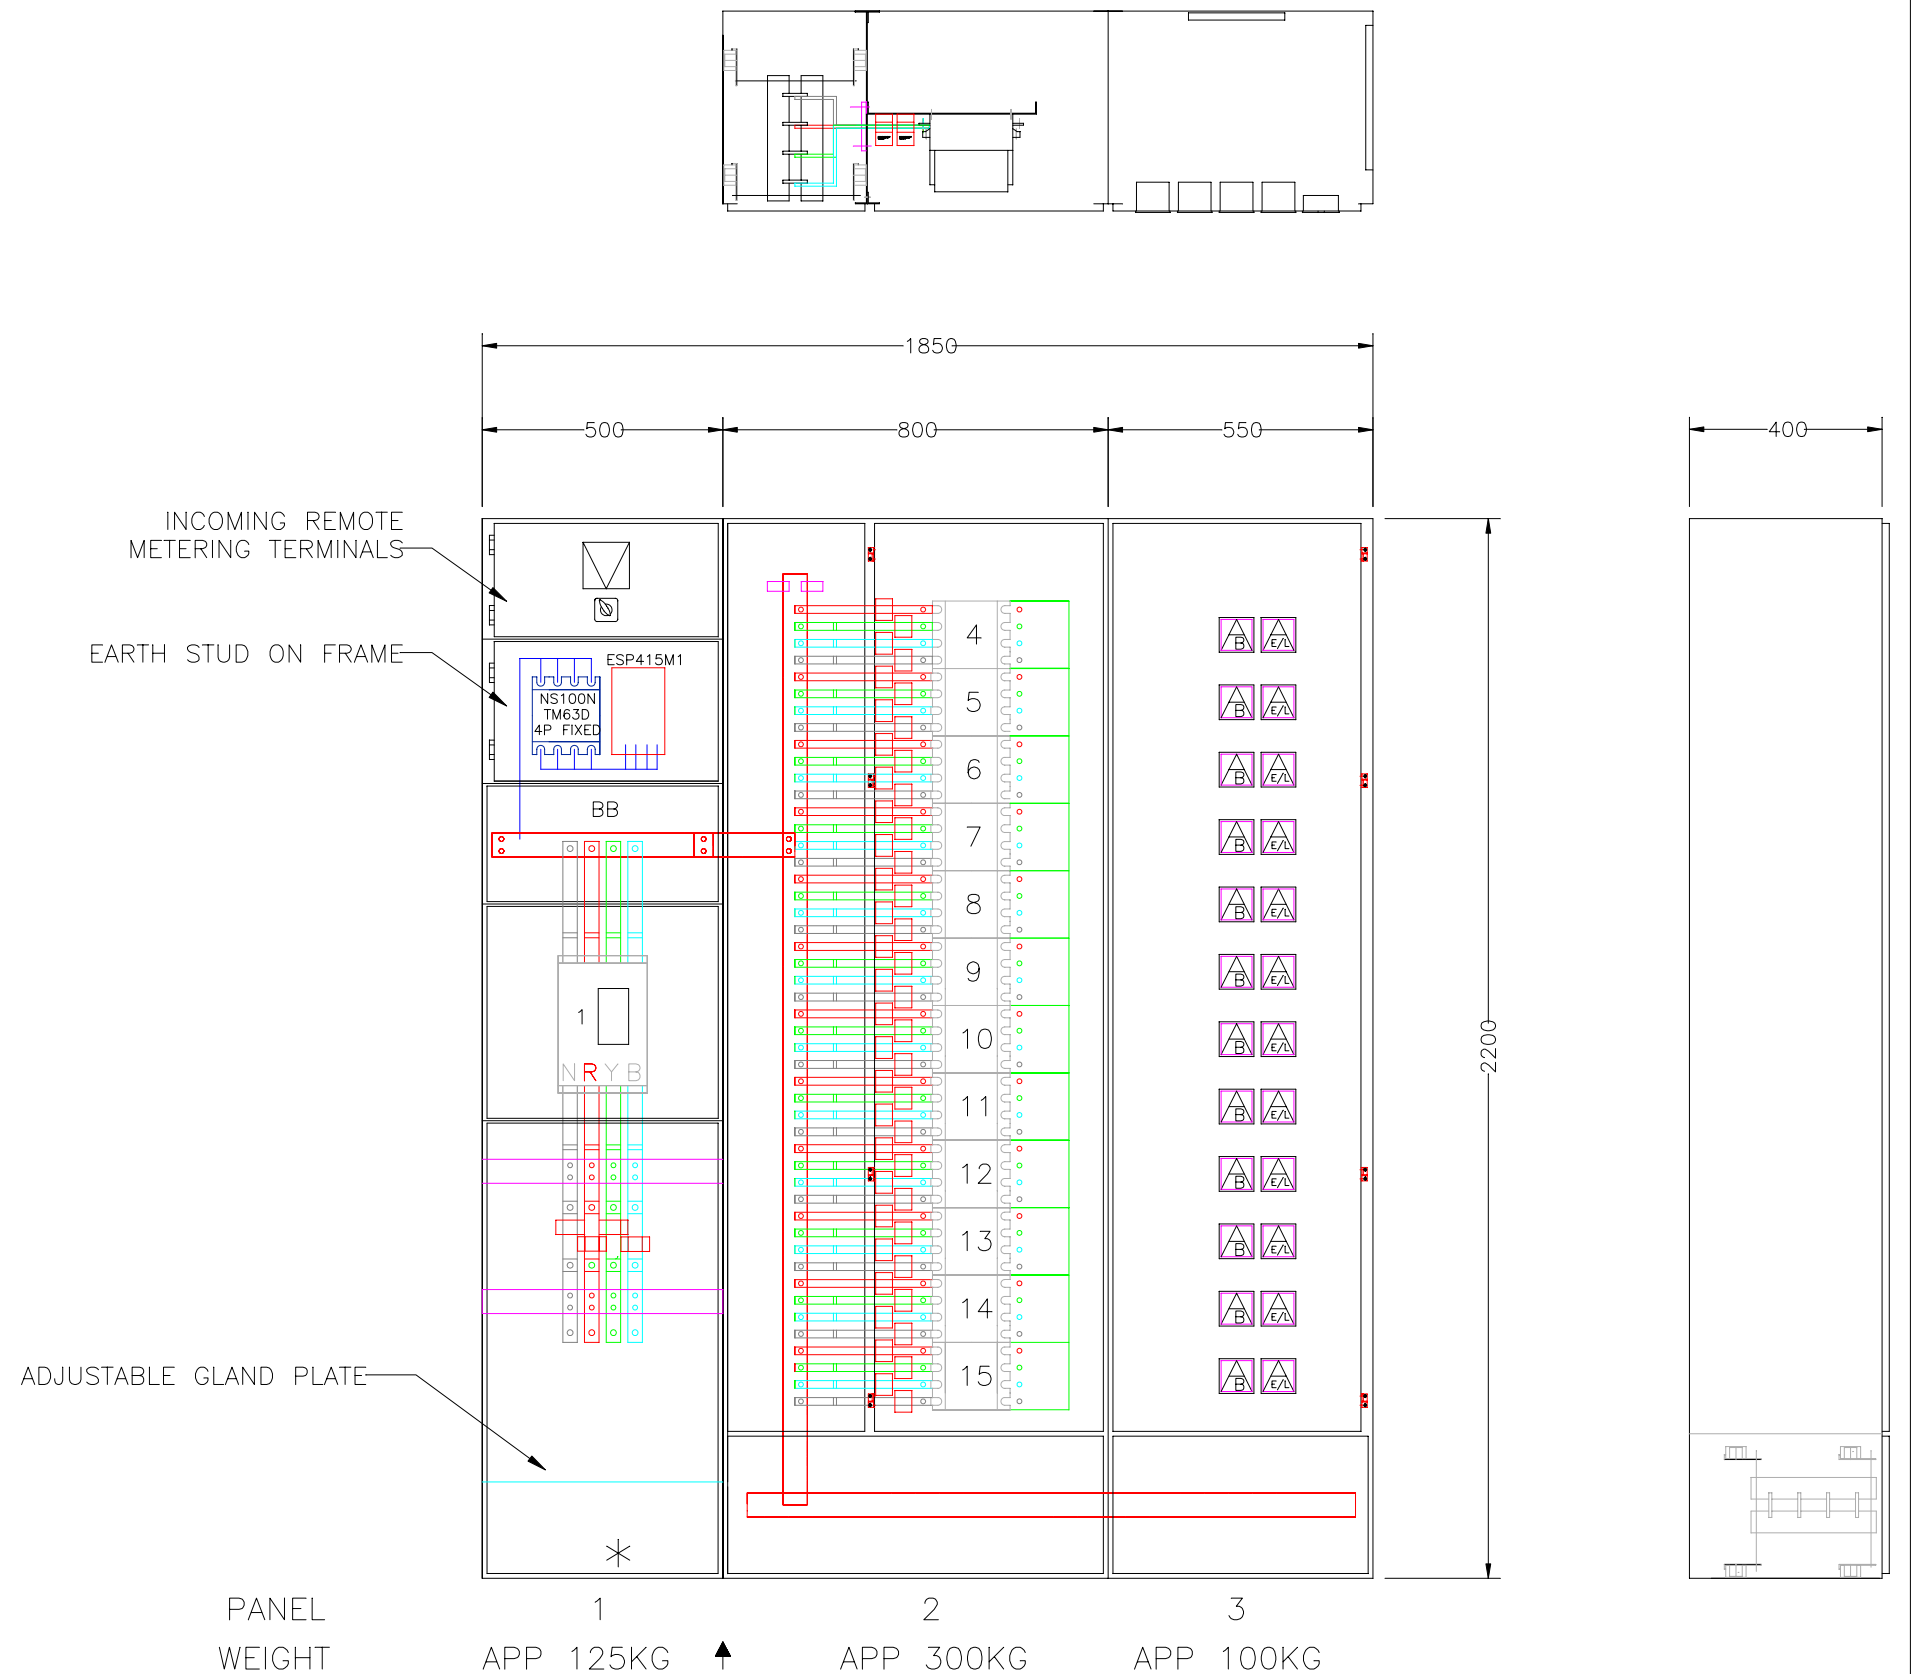 1850
500 800 550 400
INCOMING REMOTE
METERING TERMINALS
EARTH STUD ON FRAME
ESP415M1
NS100N
TM63D
4P FIXED
BB
1
N R Y B
4
5
6
7
8
9
10
11
12
13
14
15
A B A E/L
A B A E/L
A B A E/L
A B A E/L
A B A E/L
A B A E/L
A B A E/L
A B A E/L
A B A E/L
A B A E/L
A B A E/L
A B A E/L
2200
ADJUSTABLE GLAND PLATE
PANEL 1 2 3
WEIGHT APP 125KG APP 300KG APP 100KG